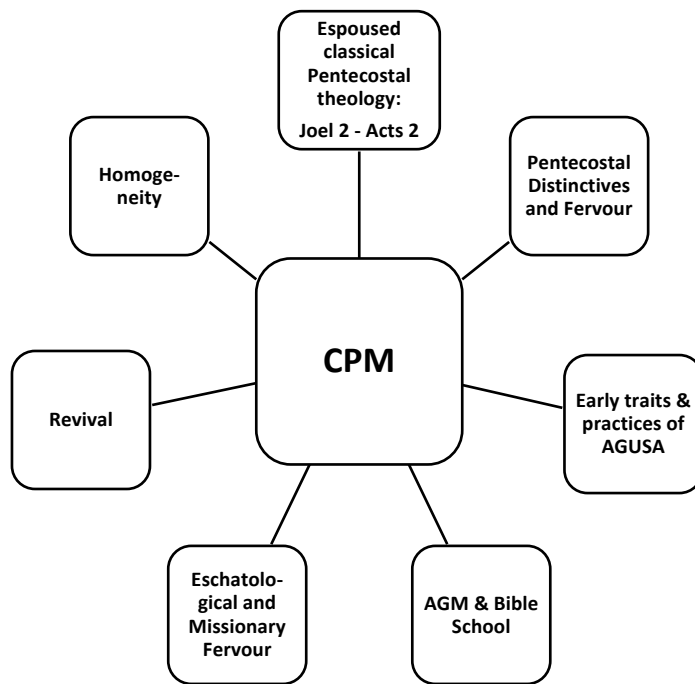 Espoused
classical
Pentecostal
theology:
Joel 2 - Acts 2
Pentecostal
Distinctives
and Fervour
Early traits &
practices of
AGUSA
AGM & Bible
School
Eschatolo-
gical and
Missionary
Fervour
Revival
Homoge-
neity
CPM